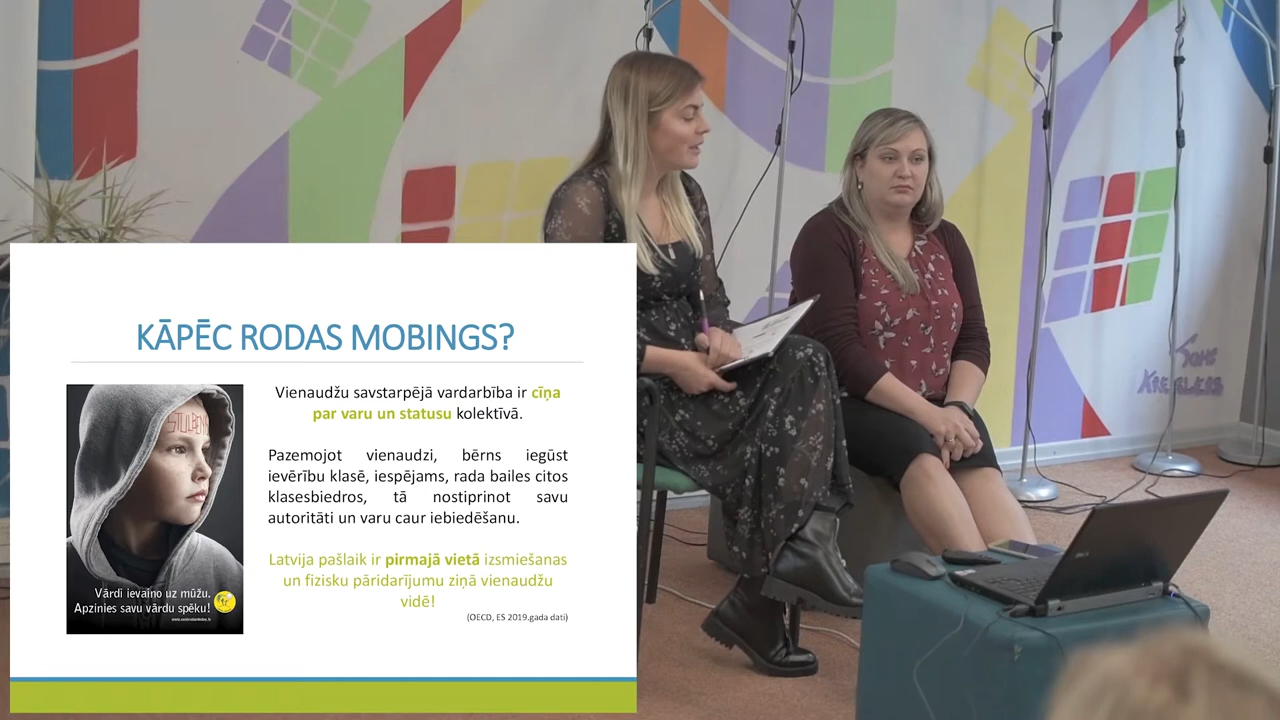 KĀPĒC RODAS MOBINGS?
Vienaudžu savstarpējā vardarbība ir cīņa
par varu un statusu kolektīvā.
Pazemojot vienaudzi, bērns iegūst
ievērību klasē, iespējams, rada bailes citos
klasesbiedros, tā nostiprinot savu
autoritāti un varu caur iebiedēšanu.
Latvija pašlaik ir pirmajā vietā izsmiešanas
un fizisku pāridarījumu ziņā vienaudžu
vidē!
(OECD, ES 2019.gada dati)
STULBENIS
Vārdi ievaino uz mūžu.
Apzinies savu vārdu spēku!